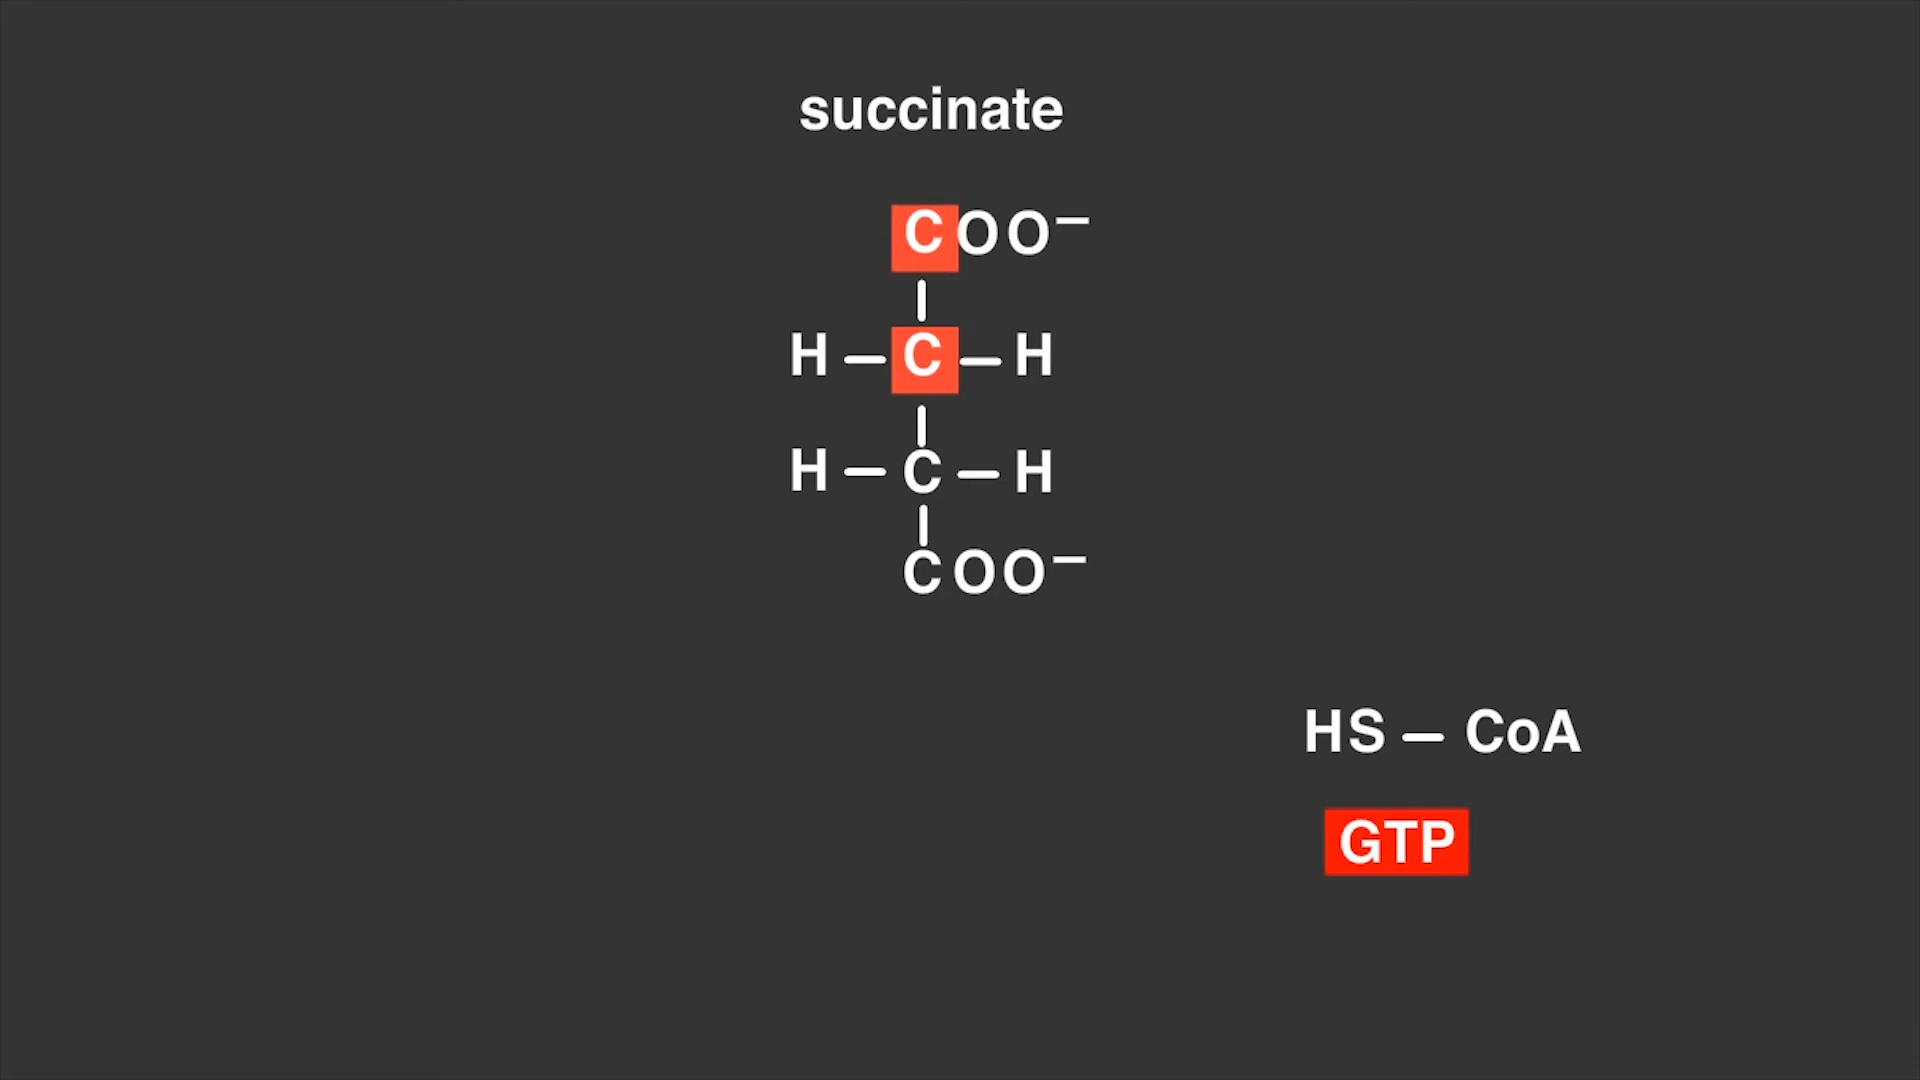 succinate
COO⁻
H – C – H
H – C – H
COO⁻
HS – CoA
GTP